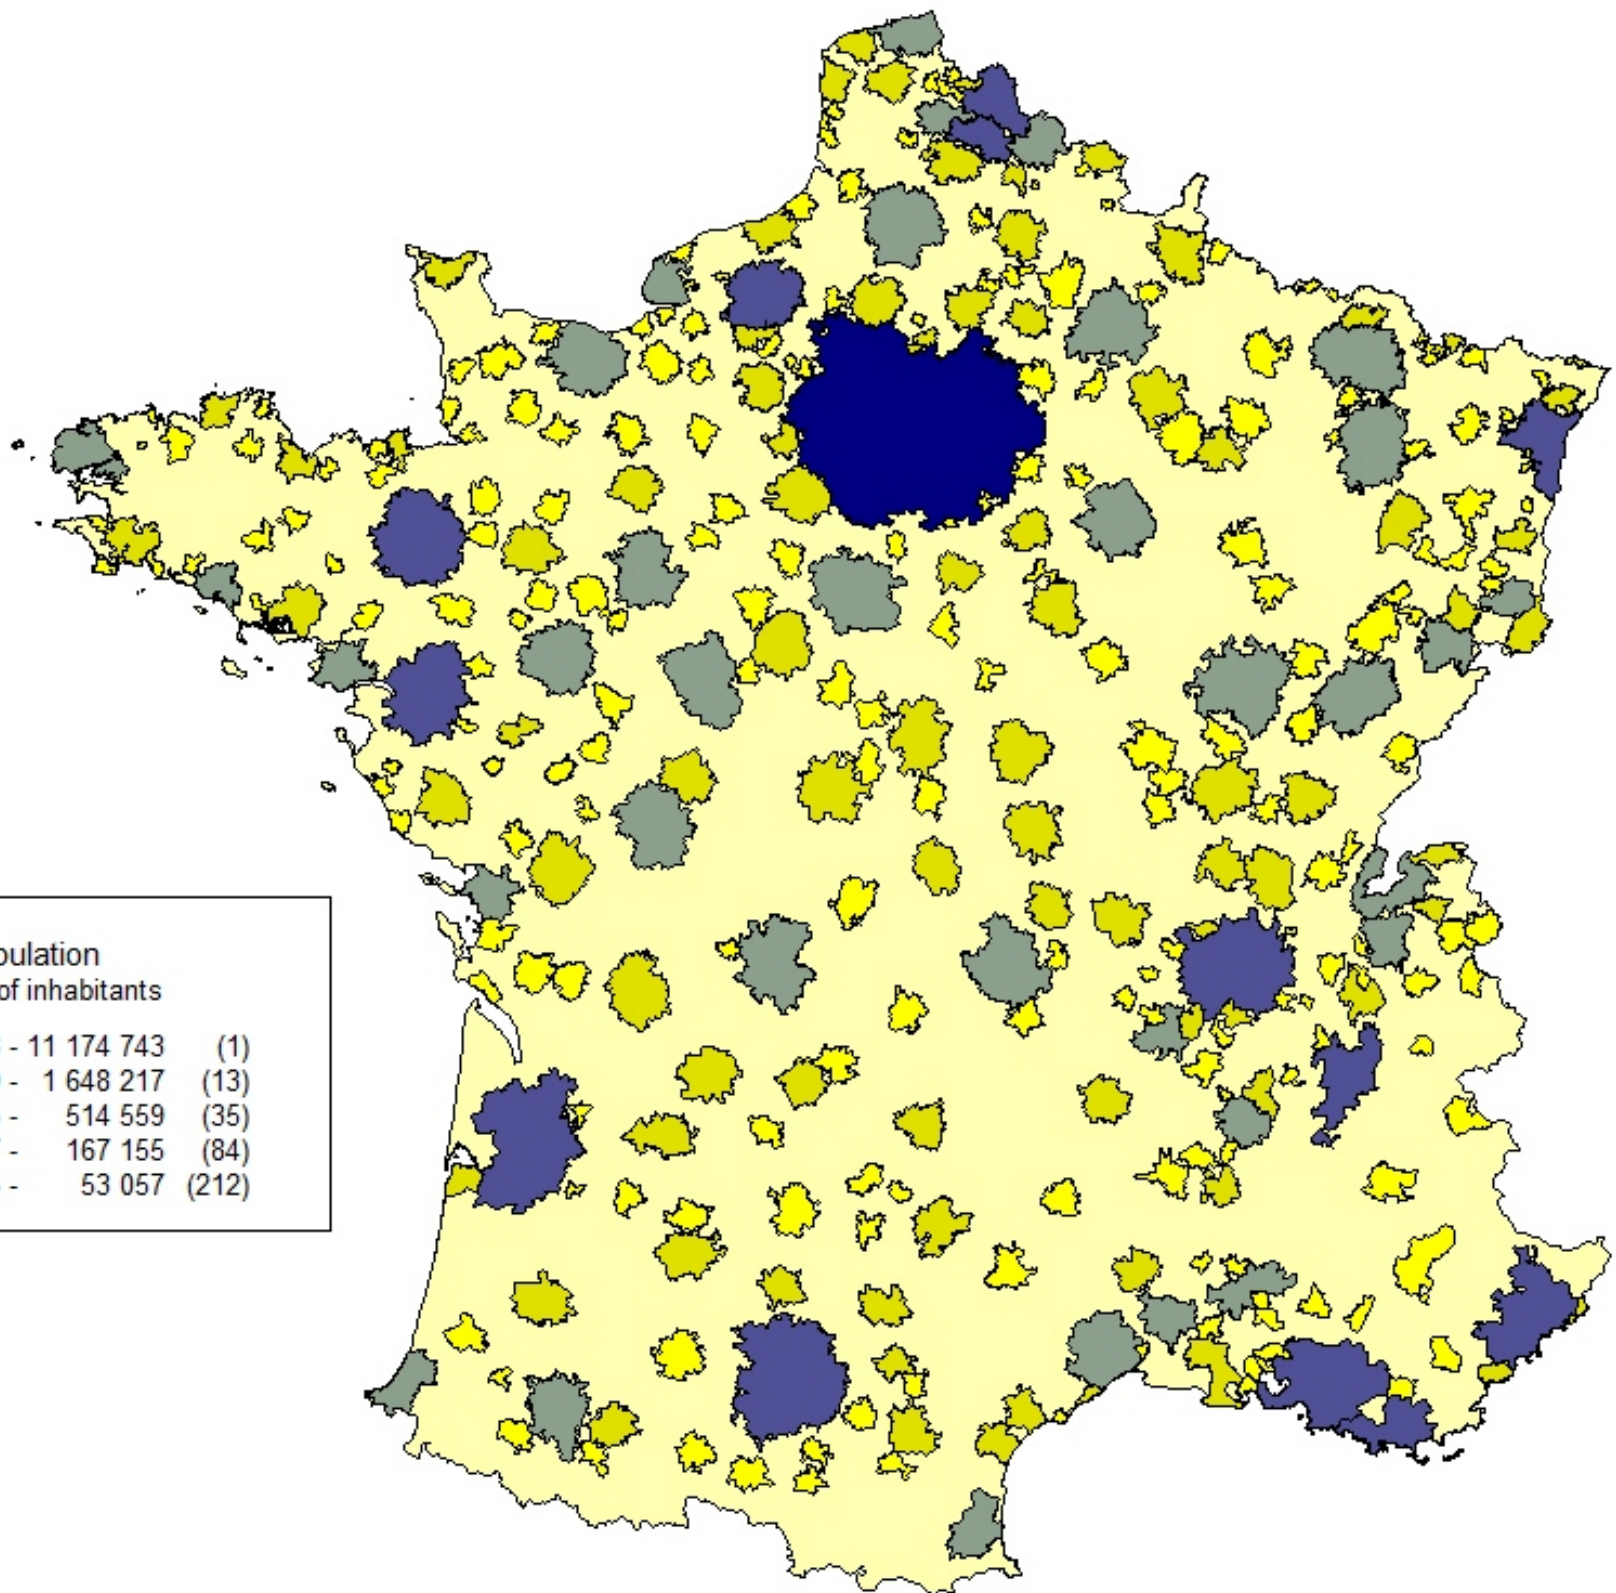 of inhabitants
- 11 174 743 (1)
- 1 648 217 (13)
- 514 559 (35)
- 167 155 (84)
- 53 057 (212)